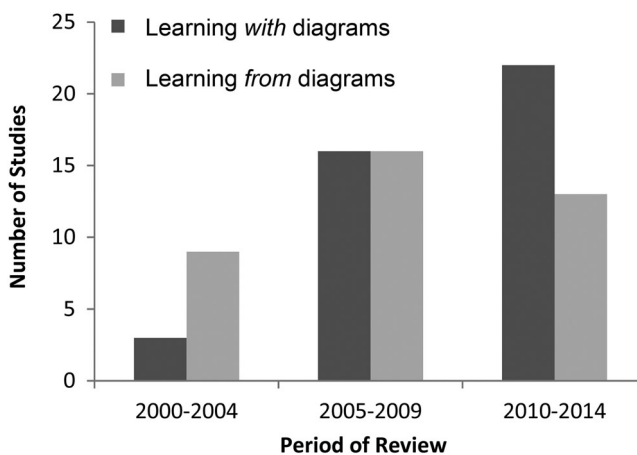 25
20
15
10
5
0
Number of Studies
Learning with diagrams
Learning from diagrams
2000-2004 2005-2009 2010-2014
Period of Review